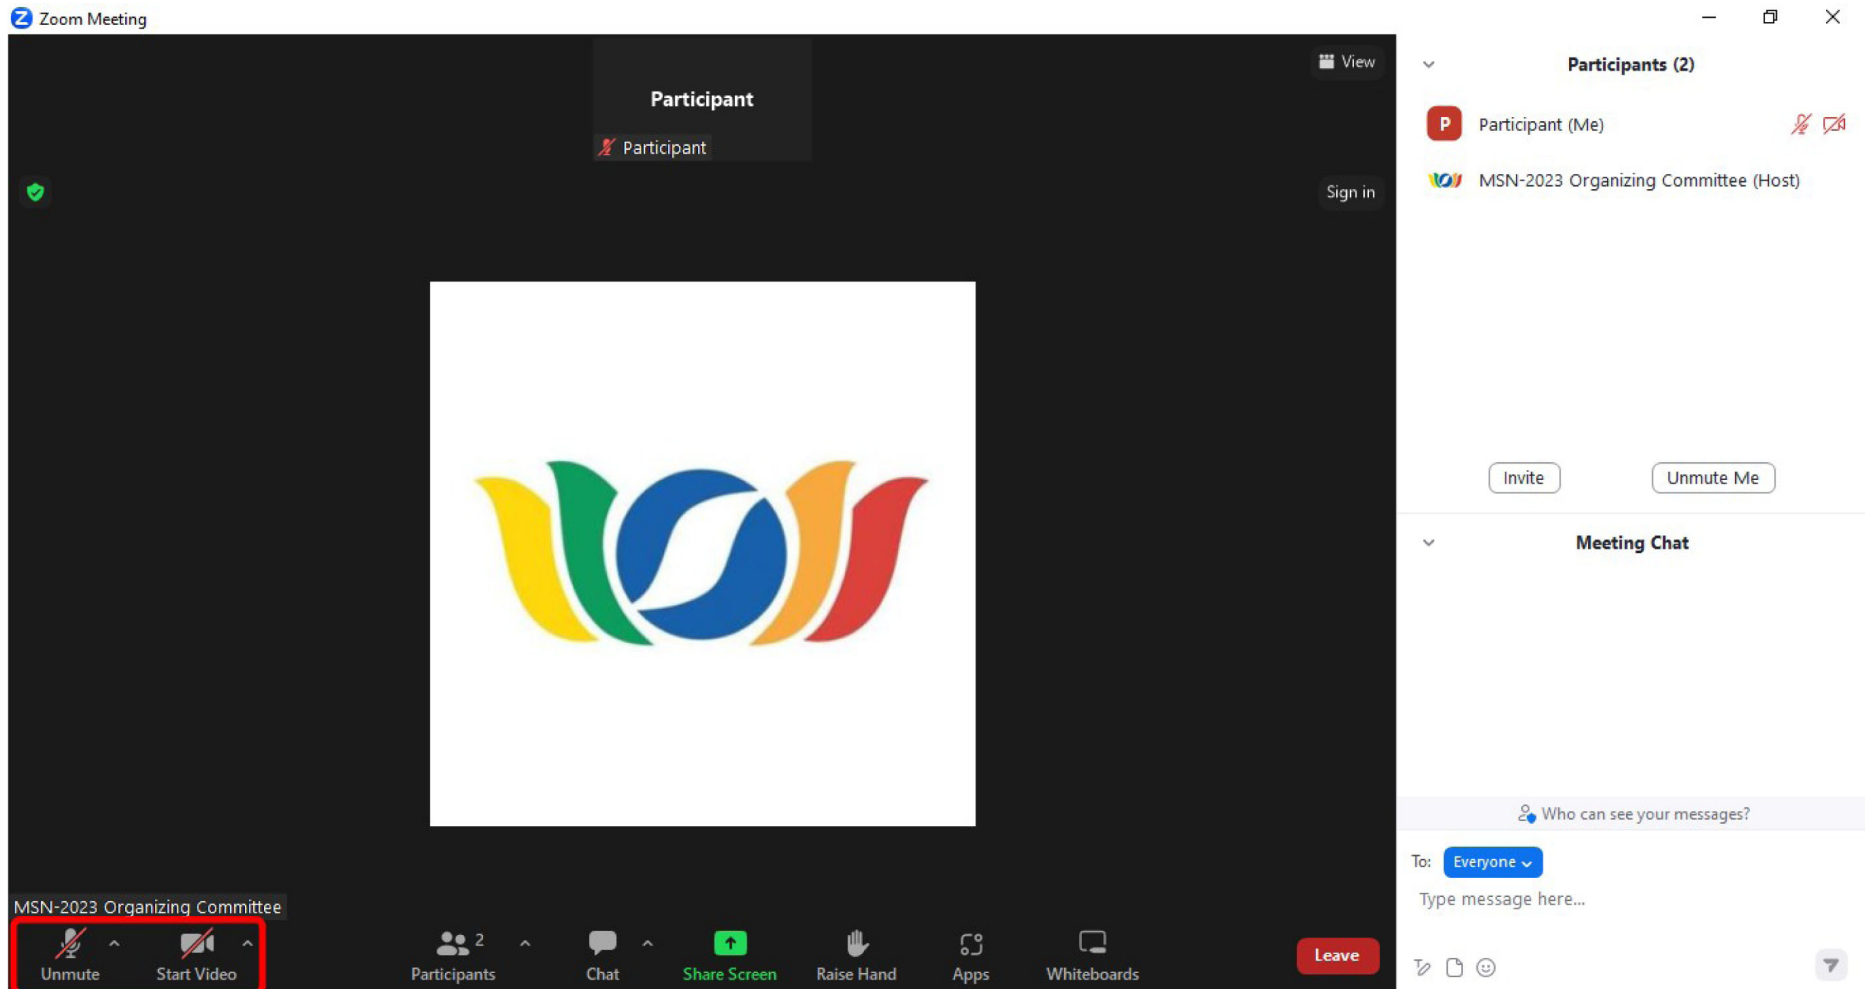 Zoom Meeting
Participant
Participant
View
Sign in
MSN-2023 Organizing Committee
Unmute
Start Video
2
Participants
Chat
Share Screen
Raise Hand
Apps
Whiteboards
Leave
Participants (2)
P
Participant (Me)
MSN-2023 Organizing Committee (Host)
Invite
Unmute Me
Meeting Chat
Who can see your messages?
To: Everyone
Type message here...